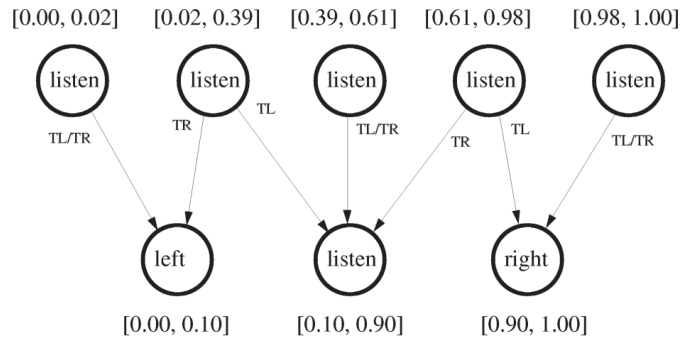 [0.00, 0.02] [0.02, 0.39] [0.39, 0.61] [0.61, 0.98] [0.98, 1.00]
listen listen listen listen listen
TL/TR TR TL TL/TR TR TL TL/TR
left listen right
[0.00, 0.10] [0.10, 0.90] [0.90, 1.00]